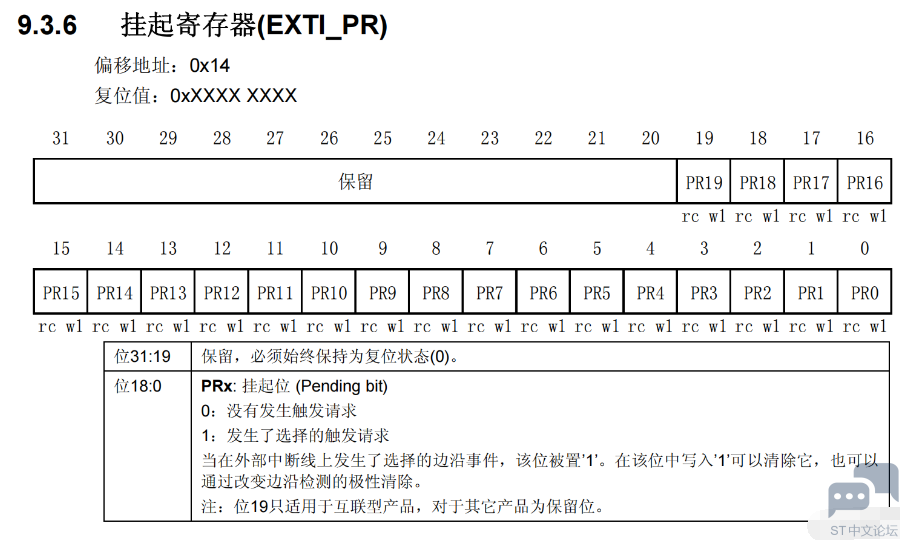 9.3.6 挂起寄存器(EXTI_PR)
偏移地址：0x14
复位值：0xXXXX XXXX
31 30 29 28 27 26 25 24 23 22 21 20 19 18 17 16
保留 PR19 PR18 PR17 PR16
rc w1 rc w1 rc w1 rc w1
15 14 13 12 11 10 9 8 7 6 5 4 3 2 1 0
PR15 PR14 PR13 PR12 PR11 PR10 PR9 PR8 PR7 PR6 PR5 PR4 PR3 PR2 PR1 PR0
rc w1 rc w1 rc w1 rc w1 rc w1 rc w1 rc w1 rc w1 rc w1 rc w1 rc w1 rc w1 rc w1 rc w1 rc w1 rc w1
位31:19 保留，必须始终保持为复位状态(0)。
位18:0 PRx: 挂起位 (Pending bit)
0：没有发生触发请求
1：发生了选择的触发请求
当在外部中断线上发生了选择的边沿事件，该位被置'1'。在该位中写入'1'可以清除它，也可以
通过改变边沿检测的极性清除。
注：位19只适用于互联型产品，对于其它产品为保留位。
ST中文论坛